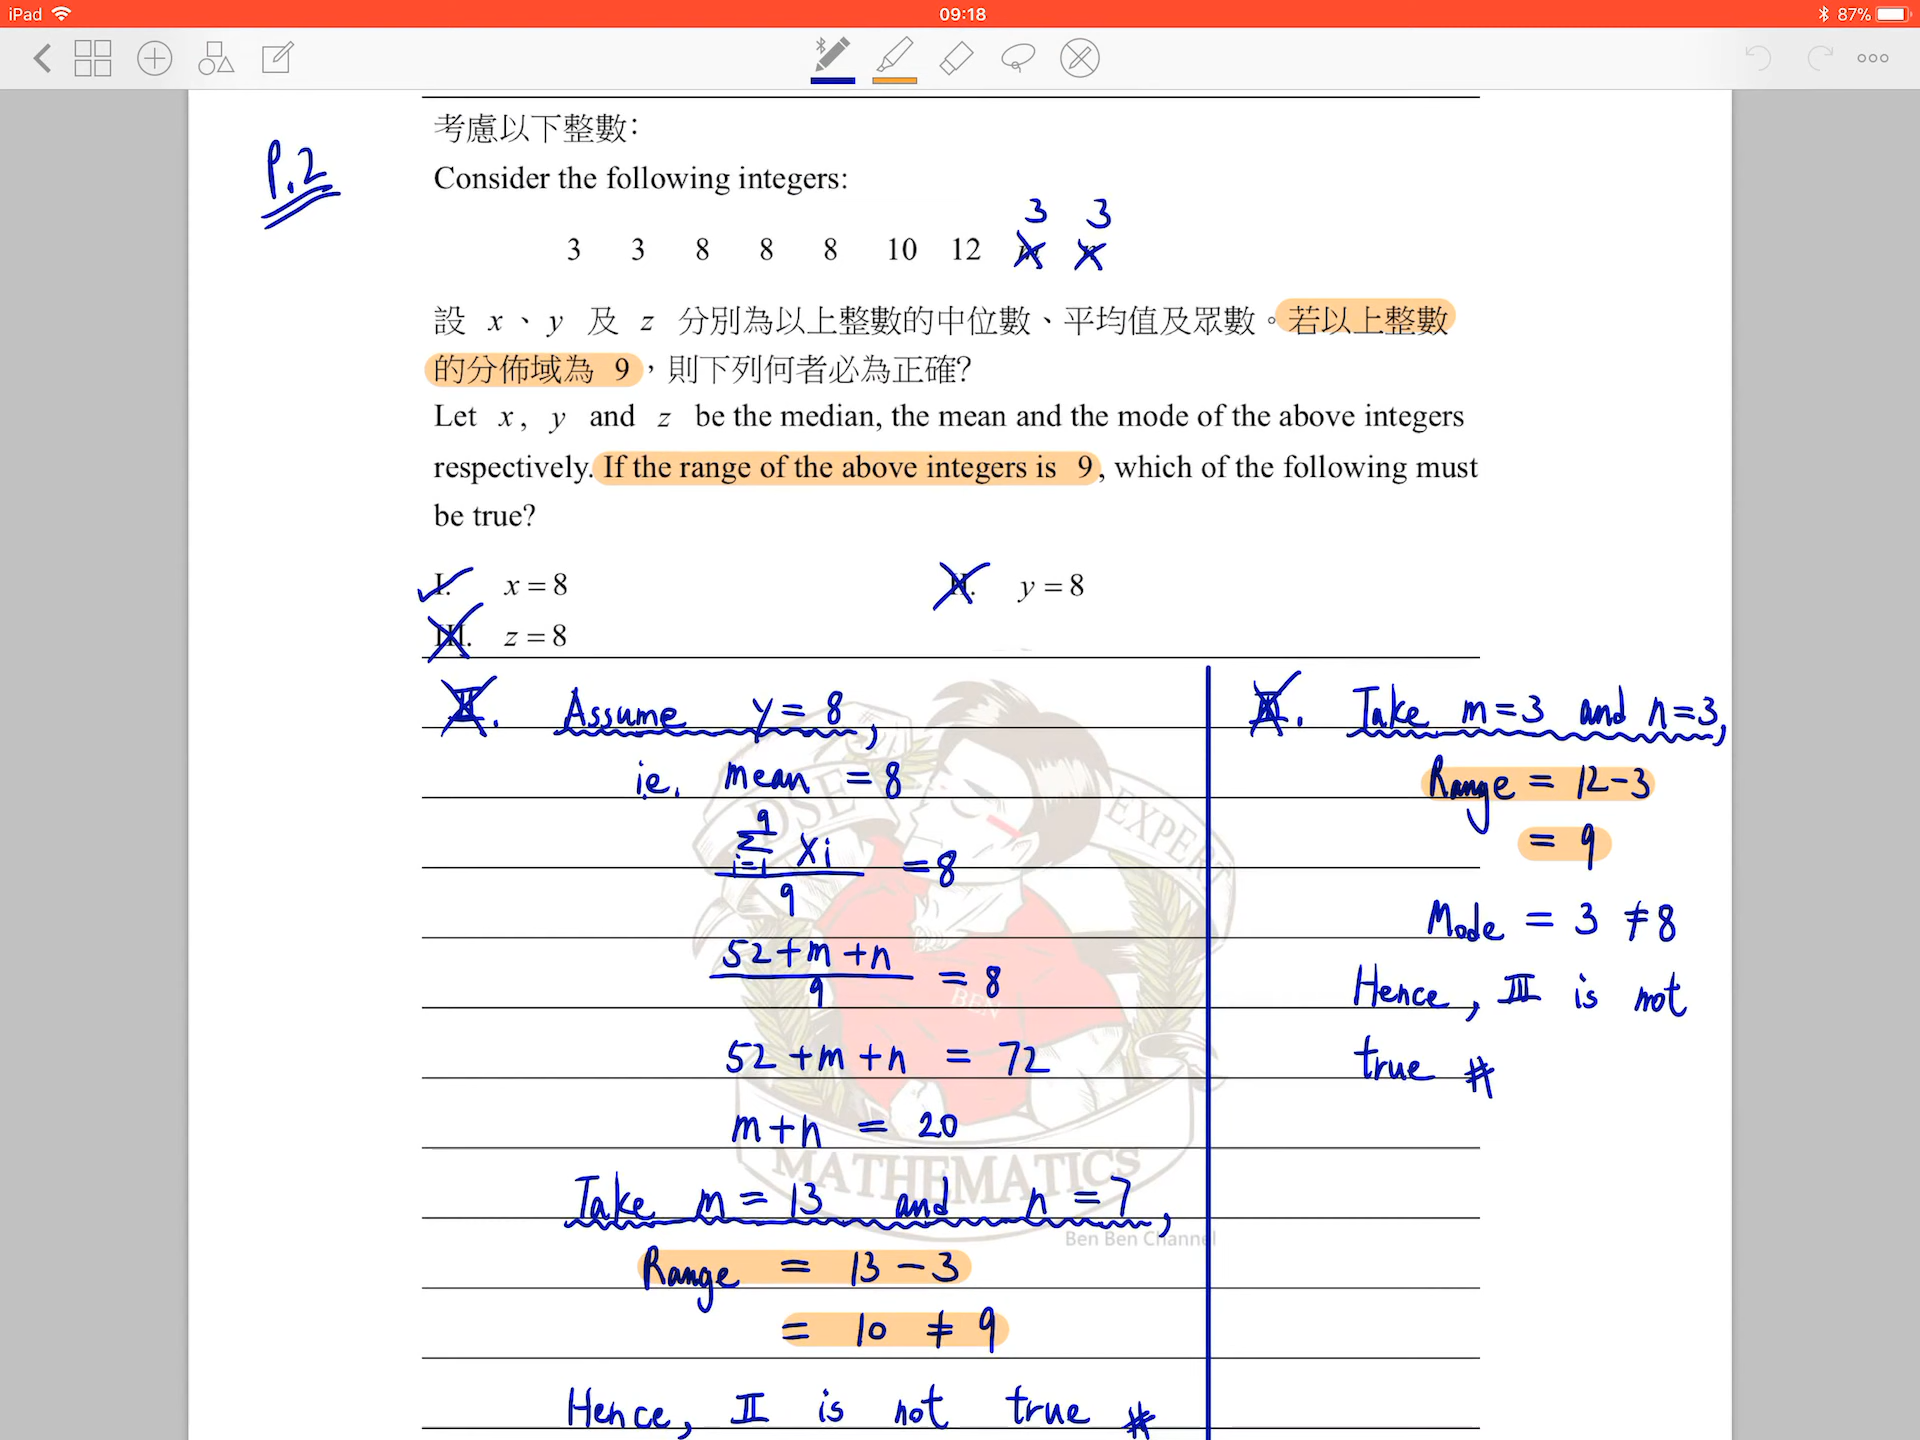 iPad 09:18 87%
考慮以下整數：
P.2
Consider the following integers:
3 3
3 3 8 8 8 10 12
設 x、y 及 z 分別為以上整數的中位數、平均值及眾數。若以上整數
的分佈域為 9，則下列何者必為正確?
Let x, y and z be the median, the mean and the mode of the above integers
respectively. If the range of the above integers is 9, which of the following must
be true?
I. x = 8 II. y = 8
III. z = 8
II. Assume y = 8,
i.e. mean = 8
9
Σ xi
i=1
9
= 8
52+m+n
9
= 8
52+m+n = 72
m+n = 20
Take m = 13 and n = 7,
Range = 13 - 3
= 10 ≠ 9
Hence, II is not true #
III. Take m=3 and n=3,
Range = 12-3
= 9
Mode = 3 ≠ 8
Hence, III is not
true #
DSE EXPERT
BEN
MATHEMATICS
Ben Ben Channel